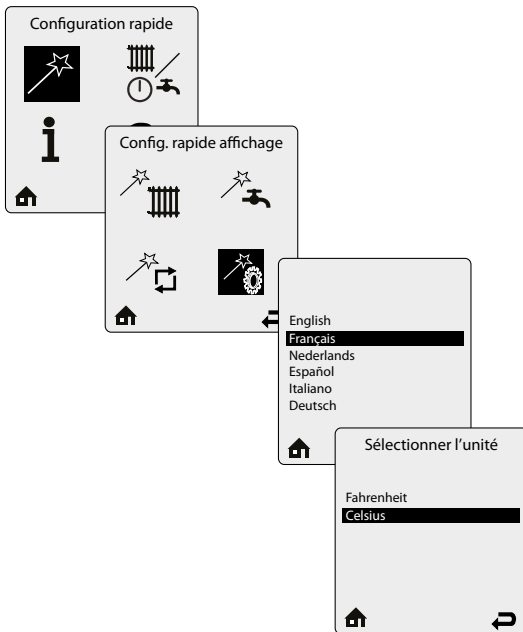 Configuration rapide
Config. rapide affichage
English
Français
Nederlands
Español
Italiano
Deutsch
Sélectionner l'unité
Fahrenheit
Celsius